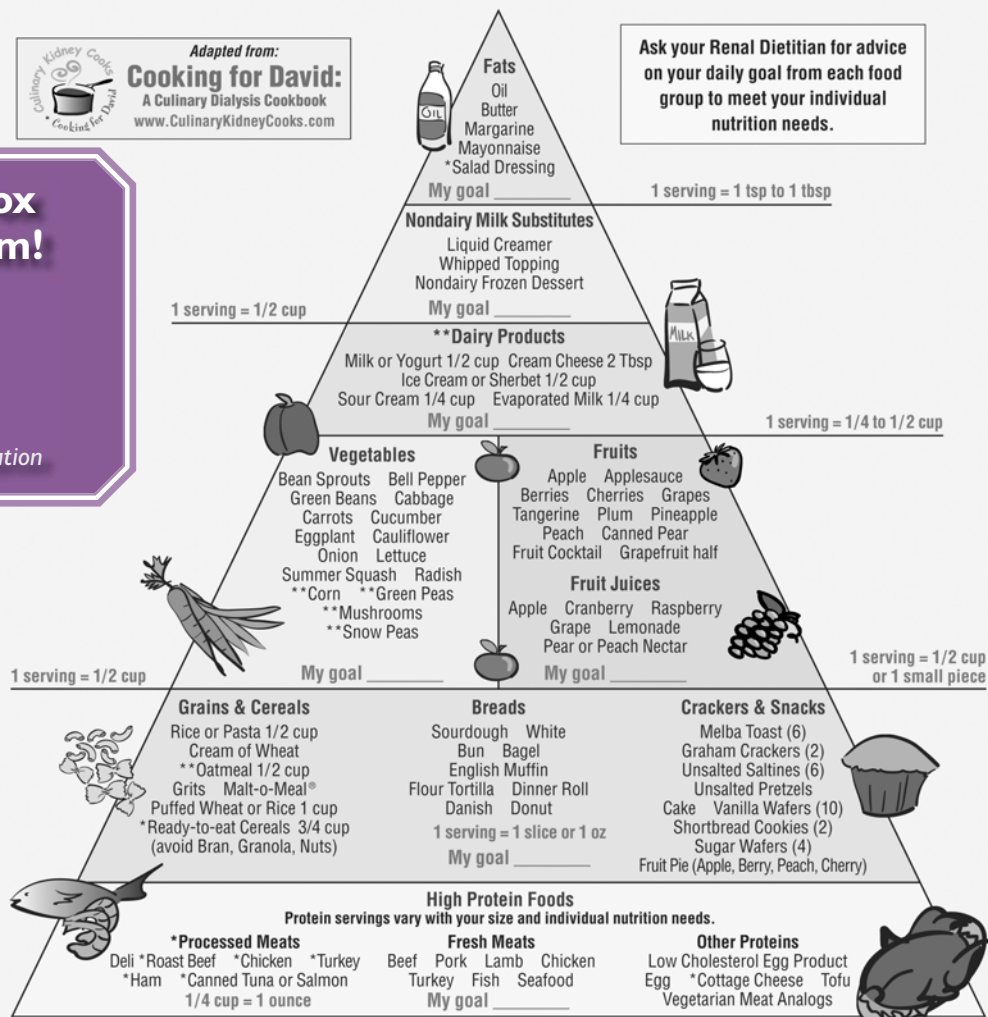 Culinary Kidney Cooks
• Cooking for David •
Adapted from:
Cooking for David:
A Culinary Dialysis Cookbook
www.CulinaryKidneyCooks.com
Ask your Renal Dietitian for advice
on your daily goal from each food
group to meet your individual
nutrition needs.
OIL
Fats
Oil
Butter
Margarine
Mayonnaise
*Salad Dressing
My goal ________
1 serving = 1 tsp to 1 tbsp
Nondairy Milk Substitutes
Liquid Creamer
Whipped Topping
Nondairy Frozen Dessert
My goal ________
1 serving = 1/2 cup
MILK
**Dairy Products
Milk or Yogurt 1/2 cup Cream Cheese 2 Tbsp
Ice Cream or Sherbet 1/2 cup
Sour Cream 1/4 cup Evaporated Milk 1/4 cup
My goal ________
1 serving = 1/4 to 1/2 cup
Vegetables
Bean Sprouts Bell Pepper
Green Beans Cabbage
Carrots Cucumber
Eggplant Cauliflower
Onion Lettuce
Summer Squash Radish
**Corn **Green Peas
**Mushrooms
**Snow Peas
My goal ________
1 serving = 1/2 cup
Fruits
Apple Applesauce
Berries Cherries Grapes
Tangerine Plum Pineapple
Peach Canned Pear
Fruit Cocktail Grapefruit half
Fruit Juices
Apple Cranberry Raspberry
Grape Lemonade
Pear or Peach Nectar
My goal ________
1 serving = 1/2 cup
or 1 small piece
Grains & Cereals
Rice or Pasta 1/2 cup
Cream of Wheat
**Oatmeal 1/2 cup
Grits Malt-o-Meal®
Puffed Wheat or Rice 1 cup
*Ready-to-eat Cereals 3/4 cup
(avoid Bran, Granola, Nuts)
Breads
Sourdough White
Bun Bagel
English Muffin
Flour Tortilla Dinner Roll
Danish Donut
1 serving = 1 slice or 1 oz
My goal ________
Crackers & Snacks
Melba Toast (6)
Graham Crackers (2)
Unsalted Saltines (6)
Unsalted Pretzels
Cake Vanilla Wafers (10)
Shortbread Cookies (2)
Sugar Wafers (4)
Fruit Pie (Apple, Berry, Peach, Cherry)
High Protein Foods
Protein servings vary with your size and individual nutrition needs.
*Processed Meats
Deli *Roast Beef *Chicken *Turkey
*Ham *Canned Tuna or Salmon
1/4 cup = 1 ounce
Fresh Meats
Beef Pork Lamb Chicken
Turkey Fish Seafood
My goal ________
Other Proteins
Low Cholesterol Egg Product
Egg *Cottage Cheese Tofu
Vegetarian Meat Analogs